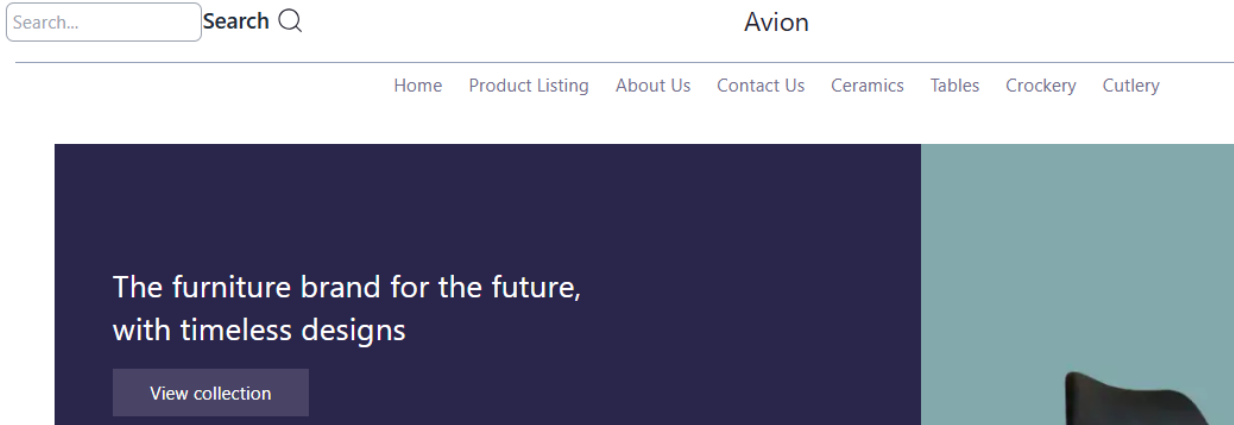 Search... Search Avion
Home Product Listing About Us Contact Us Ceramics Tables Crockery Cutlery
The furniture brand for the future,
with timeless designs
View collection